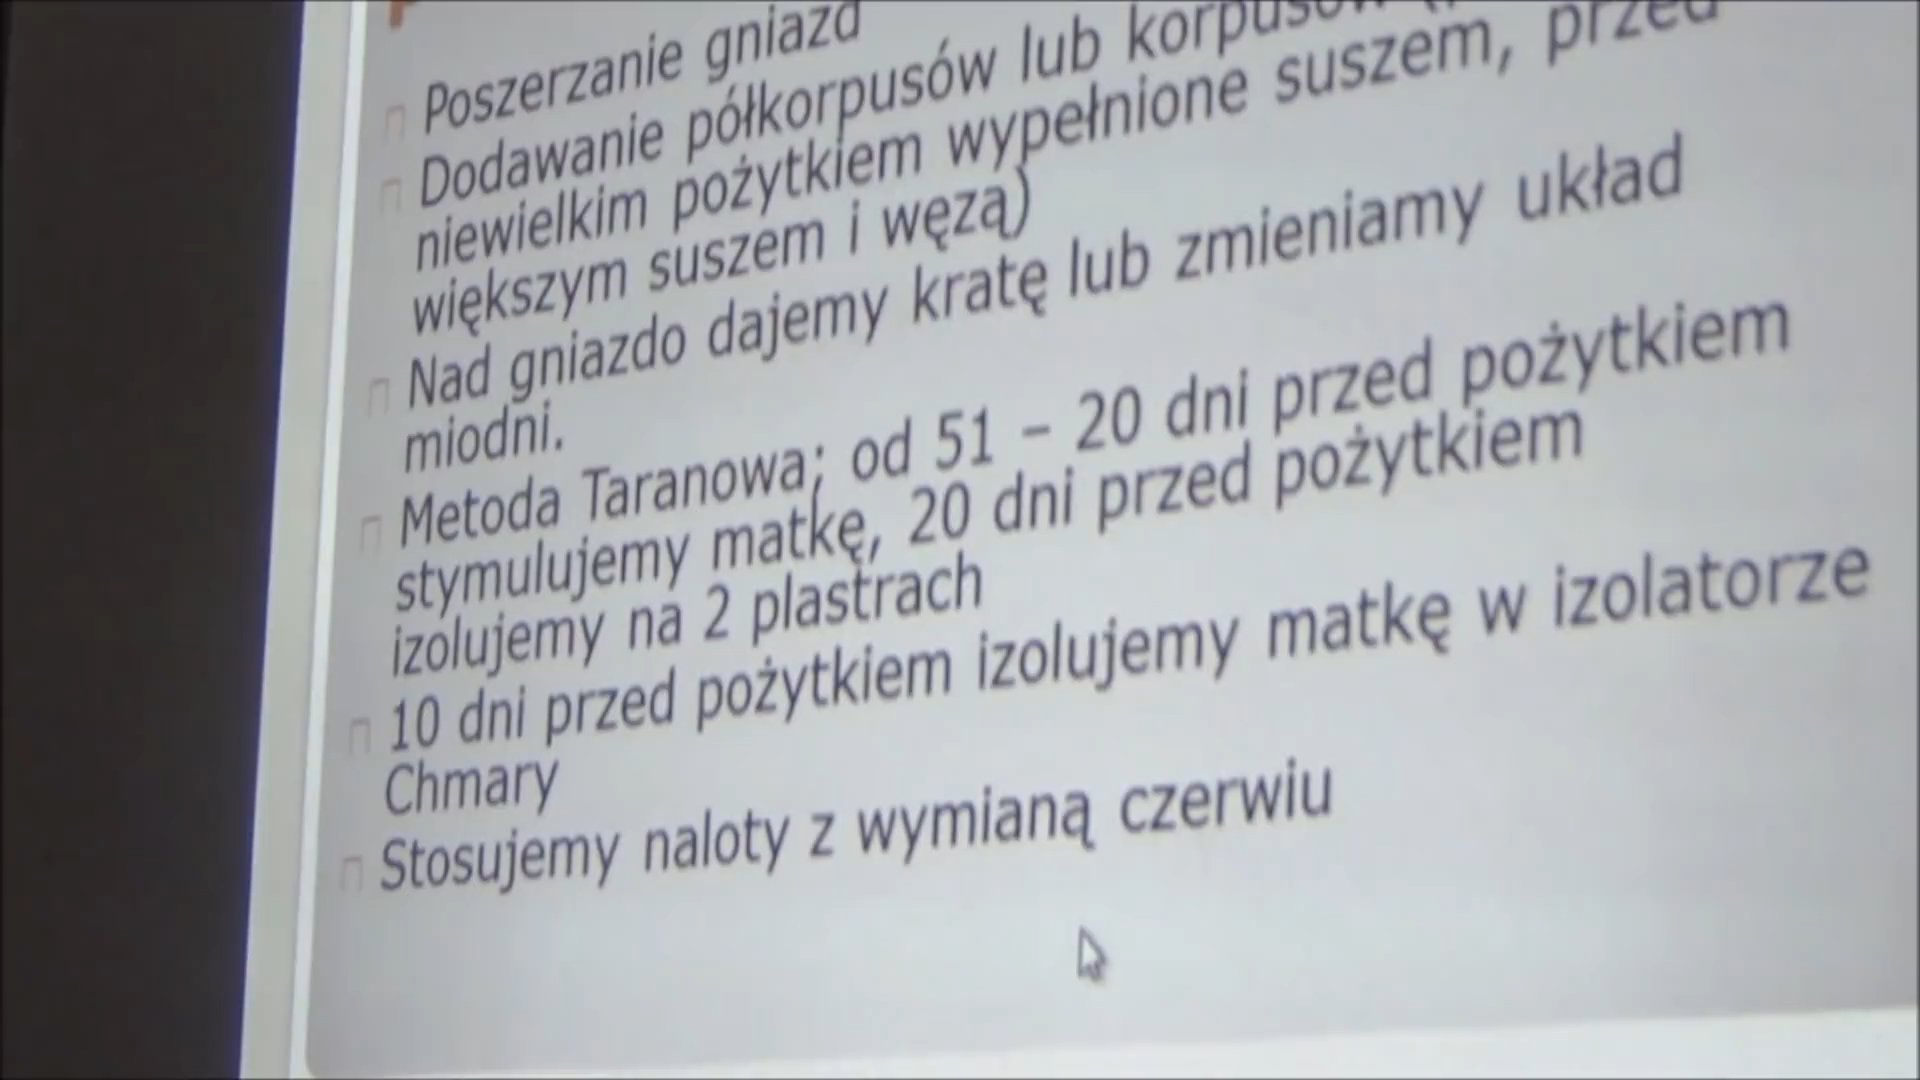 Poszerzanie gniazd
Dodawanie półkorpusów lub korpusów
niewielkim pożytkiem wypełnione suszem, przed
większym suszem i węzą)
Nad gniazdo dajemy kratę lub zmieniamy układ
miodni.
Metoda Taranowa; od 51 – 20 dni przed pożytkiem
stymulujemy matkę, 20 dni przed pożytkiem
izolujemy na 2 plastrach
10 dni przed pożytkiem izolujemy matkę w izolatorze
Chmary
Stosujemy naloty z wymianą czerwiu